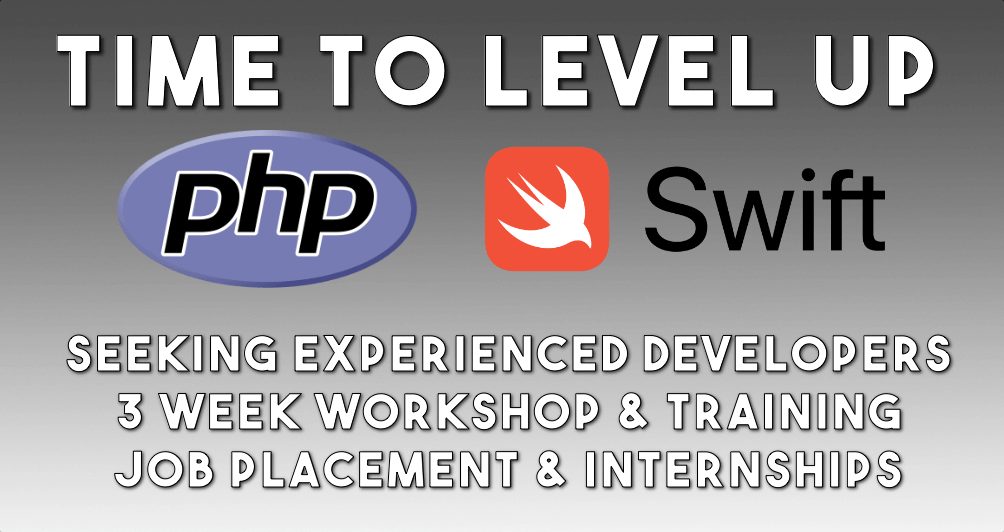 TIME TO LEVEL UP
php Swift
SEEKING EXPERIENCED DEVELOPERS
3 WEEK WORKSHOP & TRAINING
JOB PLACEMENT & INTERNSHIPS